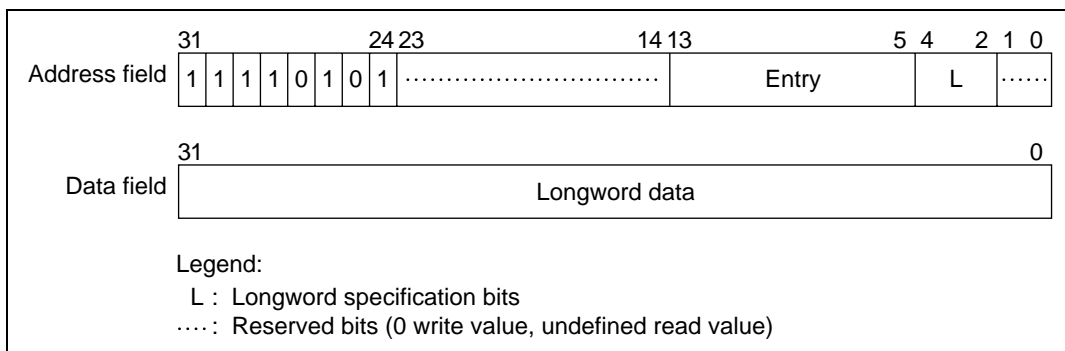 31 24 23 14 13 5 4 2 1 0
Address field 1 1 1 1 0 1 0 1 ........ Entry L ......
31 0
Data field Longword data
Legend:
L : Longword specification bits
···· : Reserved bits (0 write value, undefined read value)